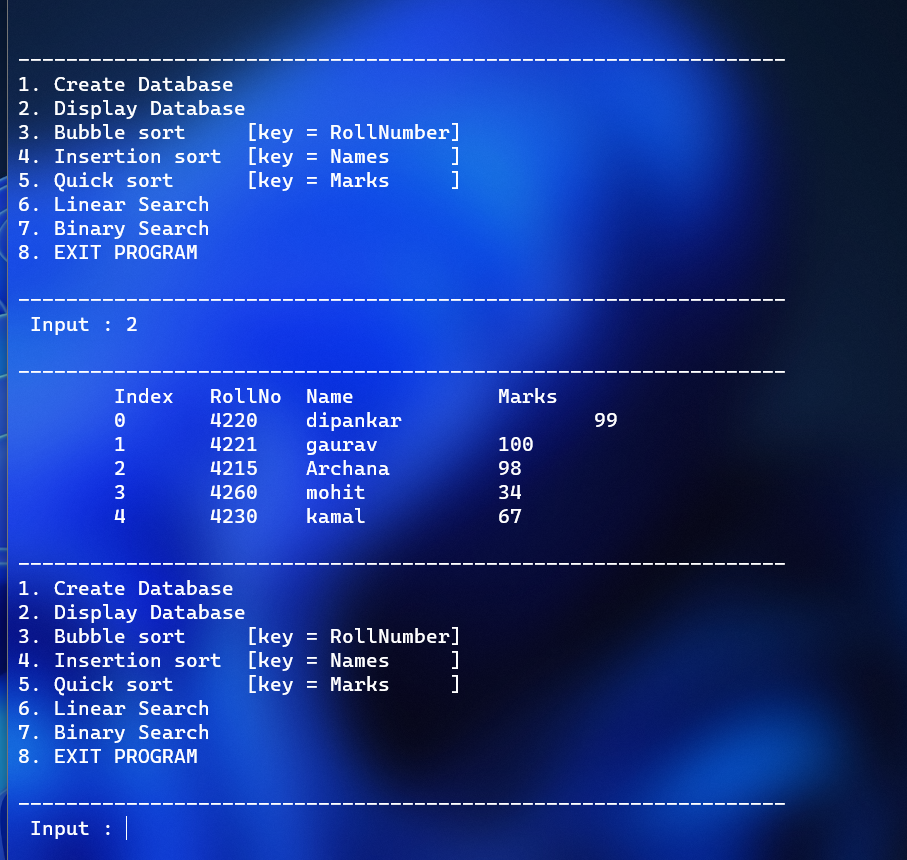 ----------------------------------------------------------------
1. Create Database
2. Display Database
3. Bubble sort     [key = RollNumber]
4. Insertion sort  [key = Names     ]
5. Quick sort      [key = Marks     ]
6. Linear Search
7. Binary Search
8. EXIT PROGRAM
----------------------------------------------------------------
 Input : 2
----------------------------------------------------------------
        Index   RollNo  Name            Marks
        0       4220    dipankar                99
        1       4221    gaurav          100
        2       4215    Archana         98
        3       4260    mohit           34
        4       4230    kamal           67
----------------------------------------------------------------
1. Create Database
2. Display Database
3. Bubble sort     [key = RollNumber]
4. Insertion sort  [key = Names     ]
5. Quick sort      [key = Marks     ]
6. Linear Search
7. Binary Search
8. EXIT PROGRAM
----------------------------------------------------------------
 Input :